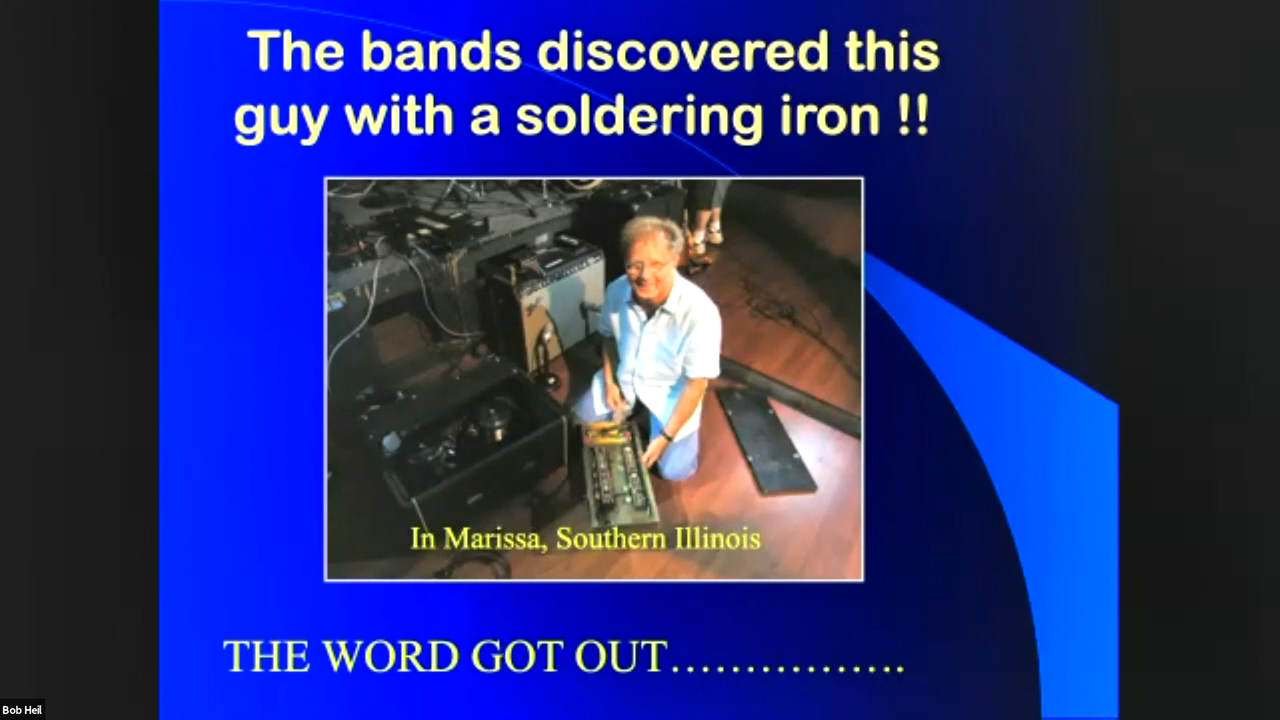 The bands discovered this
guy with a soldering iron !!
In Marissa, Southern Illinois
THE WORD GOT OUT................
Bob Heil